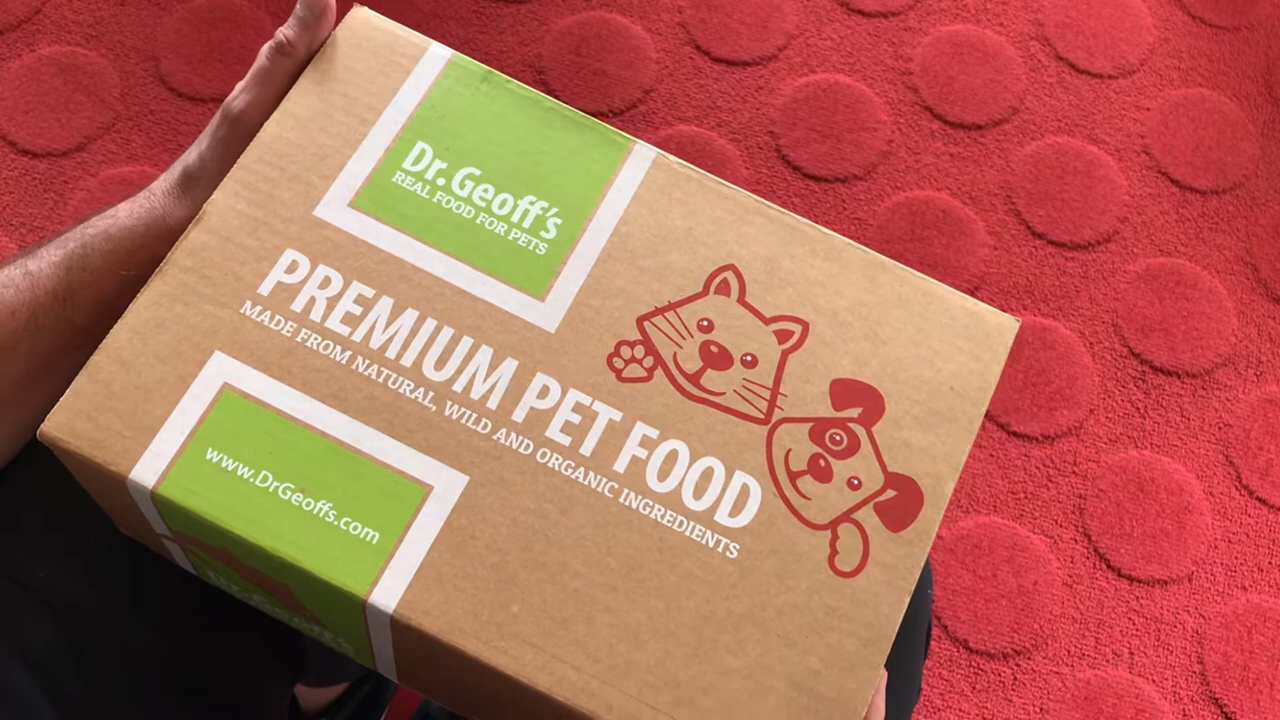 Dr. Geoff's
REAL FOOD FOR PETS
PREMIUM PET FOOD
MADE FROM NATURAL, WILD AND ORGANIC INGREDIENTS
www.DrGeoffs.com